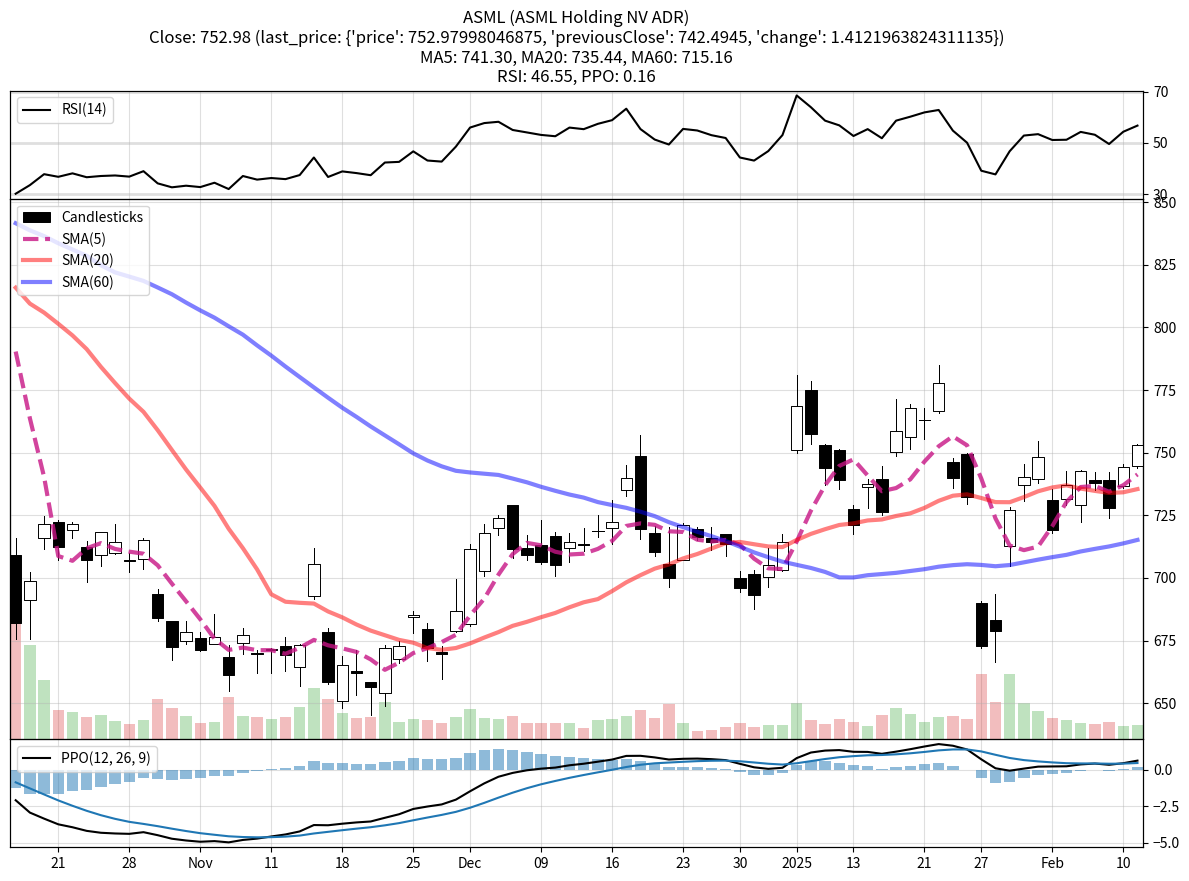 ASML (ASML Holding NV ADR)
Close: 752.98 (last_price: {'price': 752.97998046875, 'previousClose': 742.4945, 'change': 1.4121963824311135})
MA5: 741.30, MA20: 735.44, MA60: 715.16
RSI: 46.55, PPO: 0.16
RSI(14)
70
50
30
Candlesticks
SMA(5)
SMA(20)
SMA(60)
850
825
800
775
750
725
700
675
650
PPO(12, 26, 9)
0.0
−2.5
−5.0
21 28 Nov 11 18 25 Dec 09 16 23 30 2025 13 21 27 Feb 10